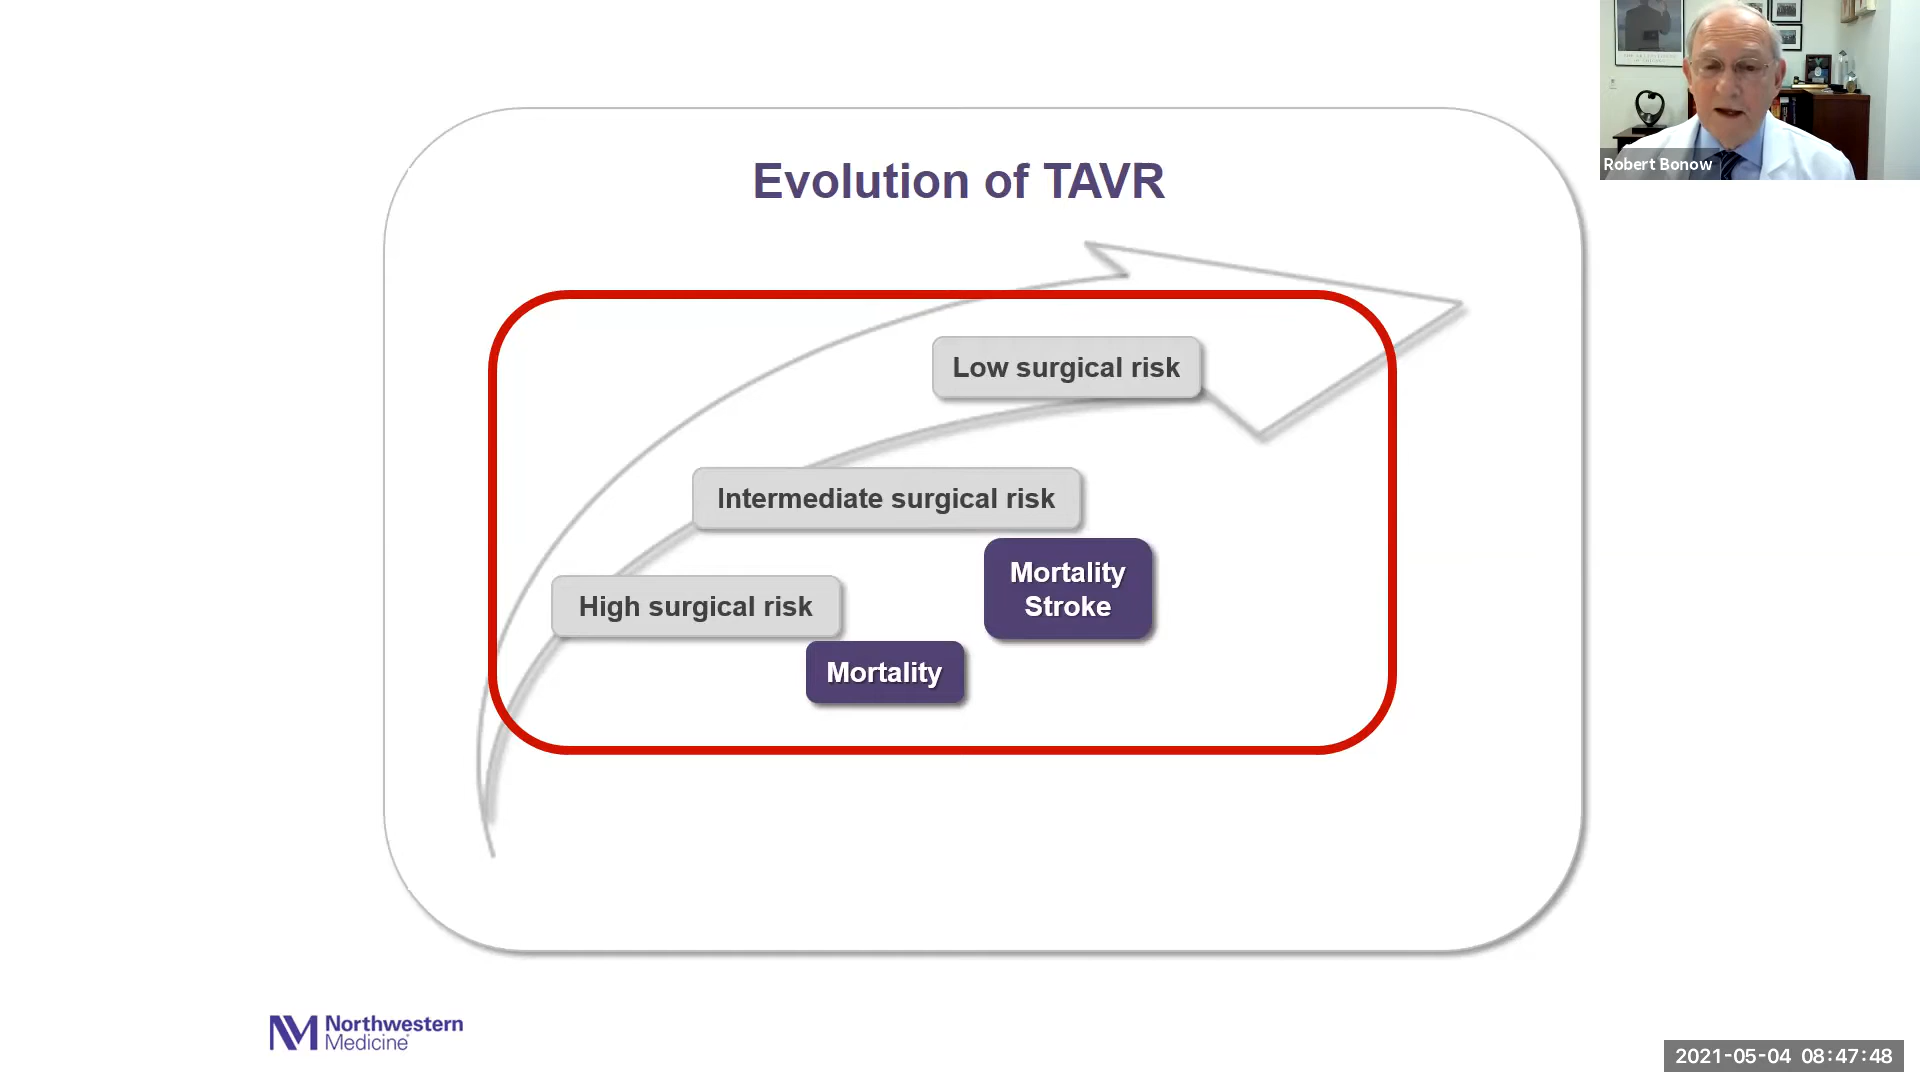 Evolution of TAVR
Low surgical risk
Intermediate surgical risk
Mortality
Stroke
High surgical risk
Mortality
Robert Bonow
Northwestern
Medicine
2021-05-04 08:47:48